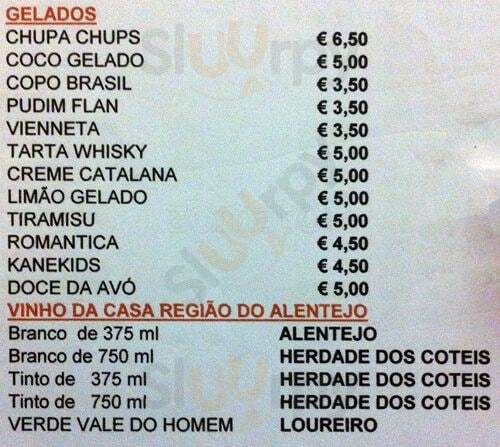 GELADOS
CHUPA CHUPS € 6,50
COCO GELADO € 5,00
COPO BRASIL € 3,50
PUDIM FLAN € 3,50
VIENNETA € 3,50
TARTA WHISKY € 5,00
CREME CATALANA € 5,00
LIMÃO GELADO € 5,00
TIRAMISU € 5,00
ROMANTICA € 4,50
KANEKIDS € 4,50
DOCE DA AVÓ € 5,00
VINHO DA CASA REGIÃO DO ALENTEJO
Branco de 375 ml ALENTEJO
Branco de 750 ml HERDADE DOS COTEIS
Tinto de 375 ml HERDADE DOS COTEIS
Tinto de 750 ml HERDADE DOS COTEIS
VERDE VALE DO HOMEM LOUREIRO
sluurpy
sluurpy
sluurpy